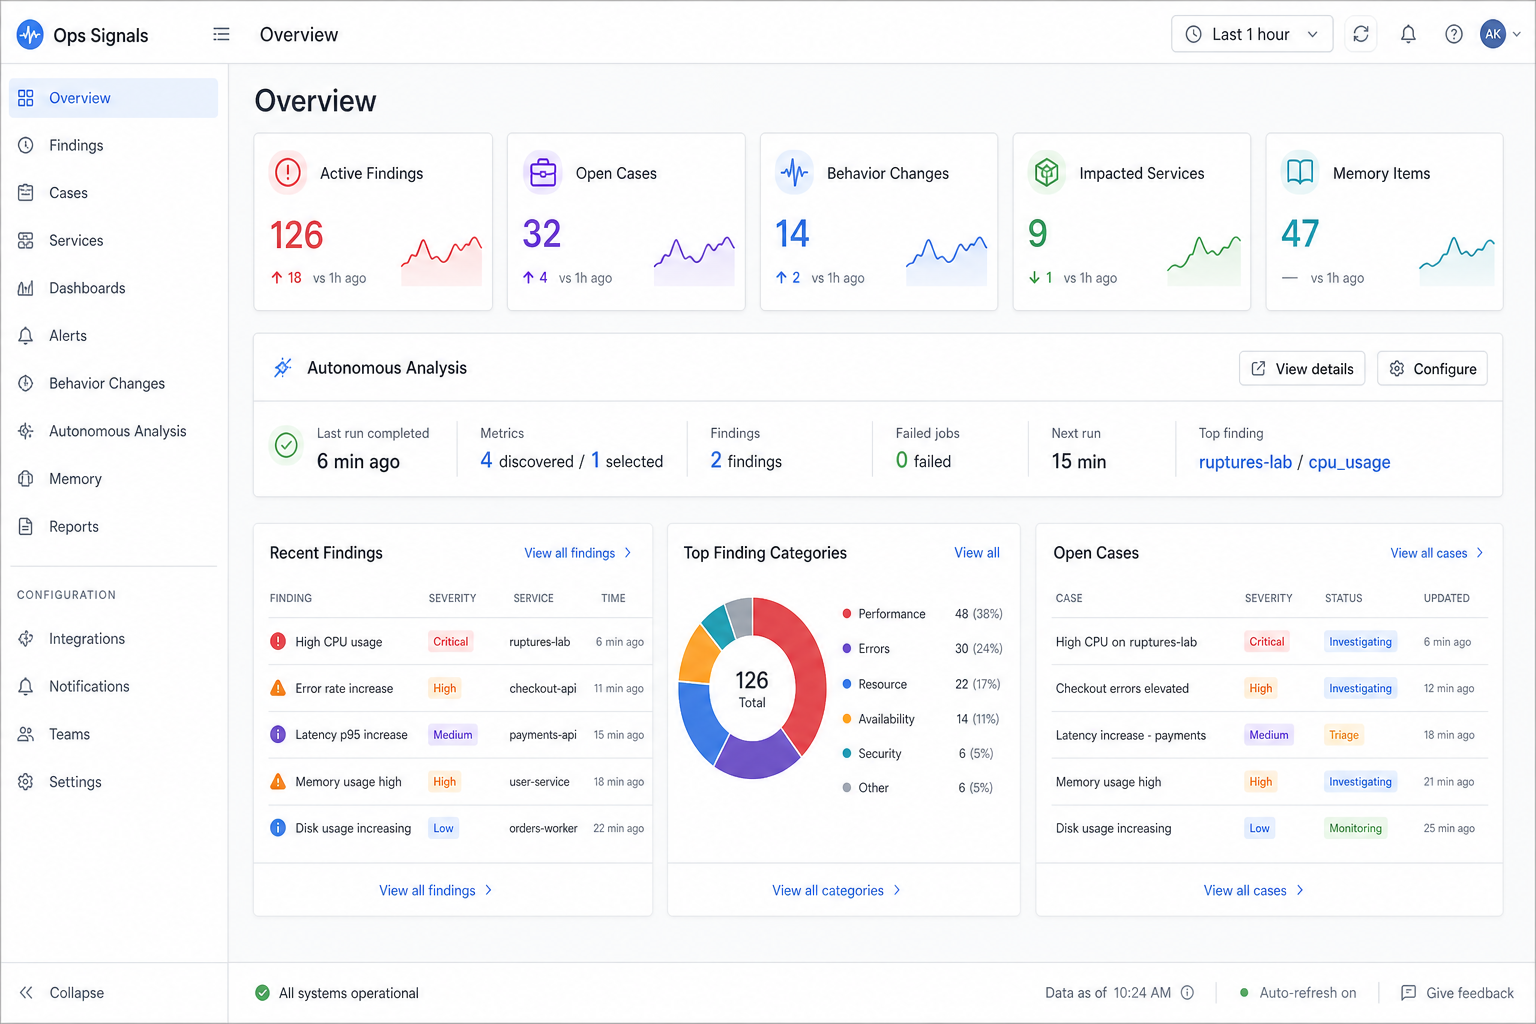 Ops Signals
Overview
Last 1 hour
AK
Overview
Findings
Cases
Services
Dashboards
Alerts
Behavior Changes
Autonomous Analysis
Memory
Reports
CONFIGURATION
Integrations
Notifications
Teams
Settings
Collapse
Overview
Active Findings
126
↑ 18 vs 1h ago
Open Cases
32
↑ 4 vs 1h ago
Behavior Changes
14
↑ 2 vs 1h ago
Impacted Services
9
↓ 1 vs 1h ago
Memory Items
47
— vs 1h ago
Autonomous Analysis
View details
Configure
Last run completed
6 min ago
Metrics
4 discovered / 1 selected
Findings
2 findings
Failed jobs
0 failed
Next run
15 min
Top finding
ruptures-lab / cpu_usage
Recent Findings
View all findings
FINDING SEVERITY SERVICE TIME
High CPU usage Critical ruptures-lab 6 min ago
Error rate increase High checkout-api 11 min ago
Latency p95 increase Medium payments-api 15 min ago
Memory usage high High user-service 18 min ago
Disk usage increasing Low orders-worker 22 min ago
View all findings
Top Finding Categories
View all
126
Total
Performance 48 (38%)
Errors 30 (24%)
Resource 22 (17%)
Availability 14 (11%)
Security 6 (5%)
Other 6 (5%)
View all categories
Open Cases
View all cases
CASE SEVERITY STATUS UPDATED
High CPU on ruptures-lab Critical Investigating 6 min ago
Checkout errors elevated High Investigating 12 min ago
Latency increase - payments Medium Triage 18 min ago
Memory usage high High Investigating 21 min ago
Disk usage increasing Low Monitoring 25 min ago
View all cases
All systems operational
Data as of 10:24 AM
Auto-refresh on
Give feedback